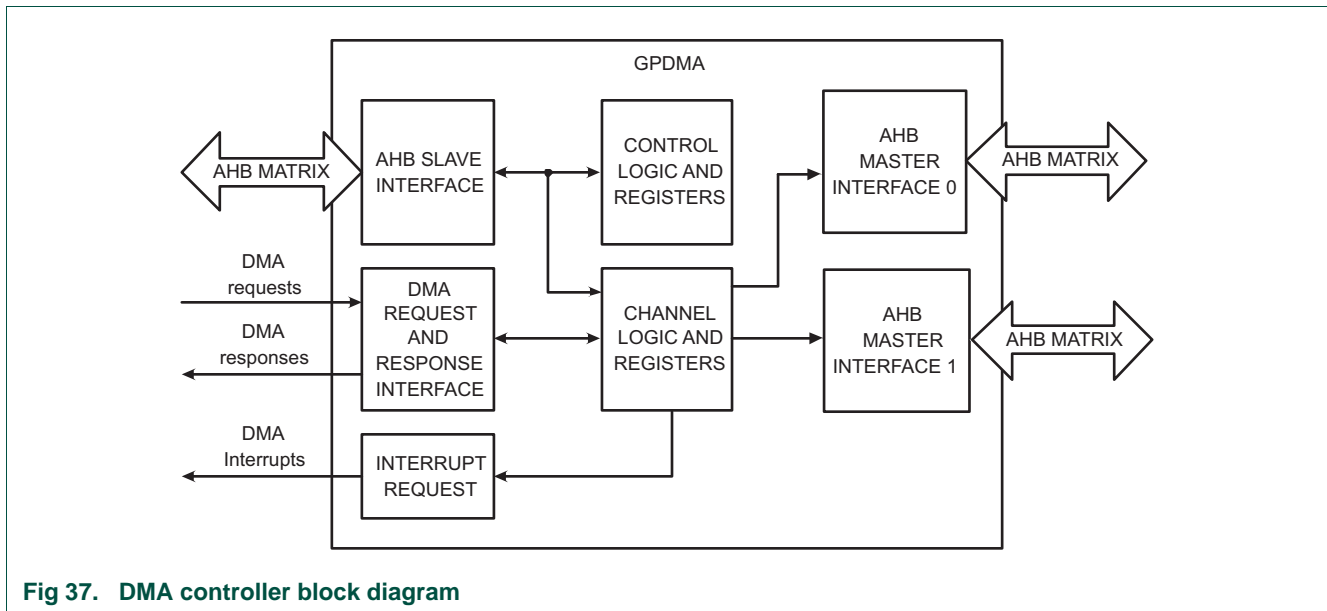 GPDMA
AHB MATRIX
AHB SLAVE
INTERFACE
CONTROL
LOGIC AND
REGISTERS
AHB
MASTER
INTERFACE 0
AHB MATRIX
DMA
requests
DMA
responses
DMA
REQUEST
AND
RESPONSE
INTERFACE
CHANNEL
LOGIC AND
REGISTERS
AHB
MASTER
INTERFACE 1
AHB MATRIX
DMA
Interrupts
INTERRUPT
REQUEST
Fig 37. DMA controller block diagram